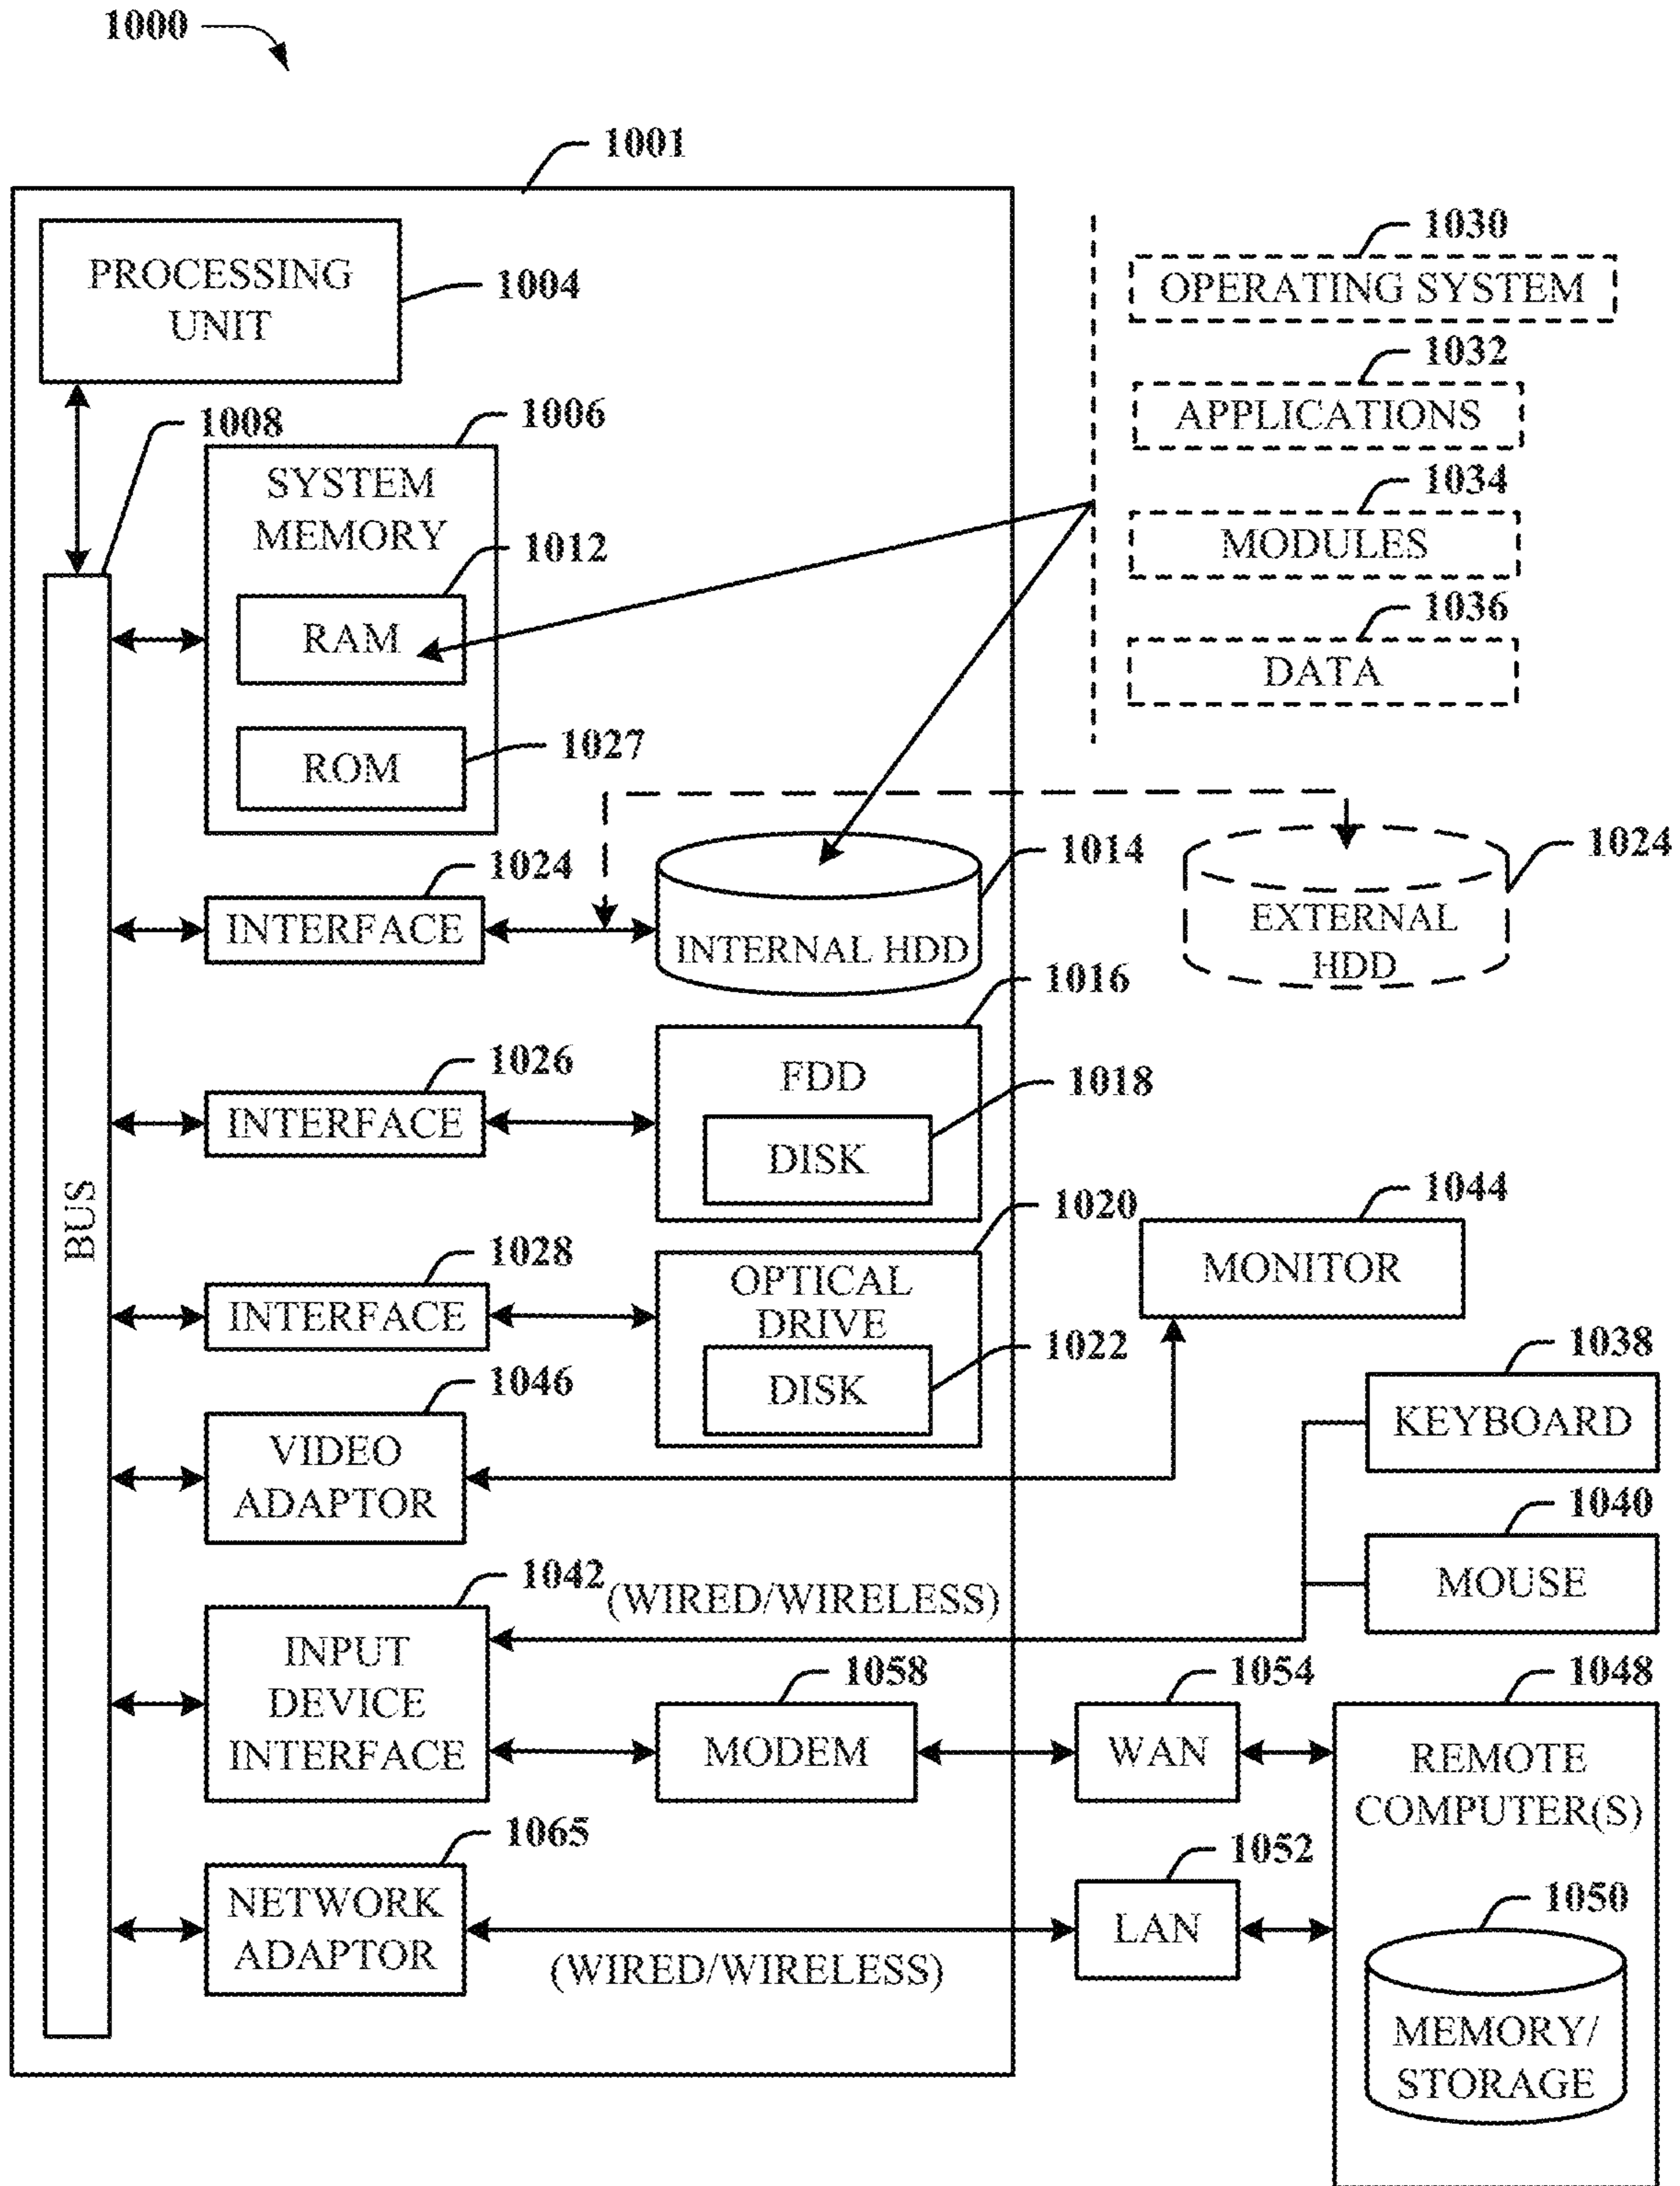 1000
1001
PROCESSING
UNIT
1004
1030
OPERATING SYSTEM
1032
APPLICATIONS
1034
MODULES
1036
DATA
1008
1006
SYSTEM
MEMORY
1012
RAM
1027
ROM
1024
INTERFACE
1014
INTERNAL HDD
1024
EXTERNAL
HDD
1026
INTERFACE
1016
FDD
1018
DISK
BUS
1028
INTERFACE
1020
OPTICAL
DRIVE
1022
DISK
1044
MONITOR
1046
VIDEO
ADAPTOR
1038
KEYBOARD
1040
MOUSE
1042
(WIRED/WIRELESS)
INPUT
DEVICE
INTERFACE
1058
MODEM
1054
WAN
1048
REMOTE
COMPUTER(S)
1065
NETWORK
ADAPTOR
(WIRED/WIRELESS)
1052
LAN
1050
MEMORY/
STORAGE